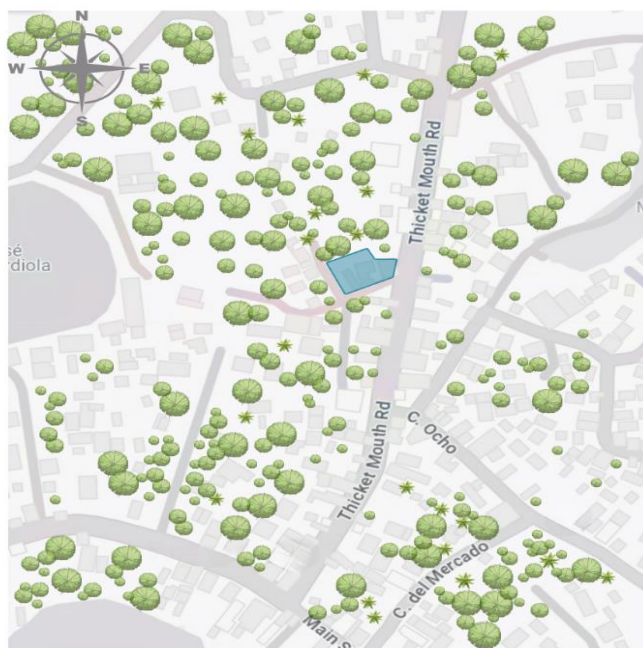 N
W
E
S
Thicket Mouth Rd
sé
rdiola
N
C. Ocho
Thicket Mouth Rd
C. del Mercado
Main S